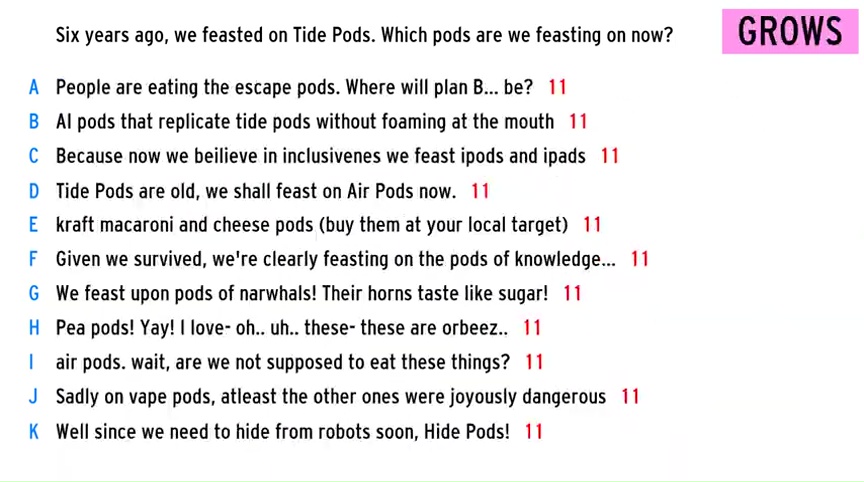 Six years ago, we feasted on Tide Pods. Which pods are we feasting on now?
GROWS
A People are eating the escape pods. Where will plan B... be? 11
B AI pods that replicate tide pods without foaming at the mouth 11
C Because now we beilieve in inclusivenes we feast ipods and ipads 11
D Tide Pods are old, we shall feast on Air Pods now. 11
E kraft macaroni and cheese pods (buy them at your local target) 11
F Given we survived, we're clearly feasting on the pods of knowledge... 11
G We feast upon pods of narwhals! Their horns taste like sugar! 11
H Pea pods! Yay! I love- oh.. uh.. these- these are orbeez.. 11
I air pods. wait, are we not supposed to eat these things? 11
J Sadly on vape pods, atleast the other ones were joyously dangerous 11
K Well since we need to hide from robots soon, Hide Pods! 11